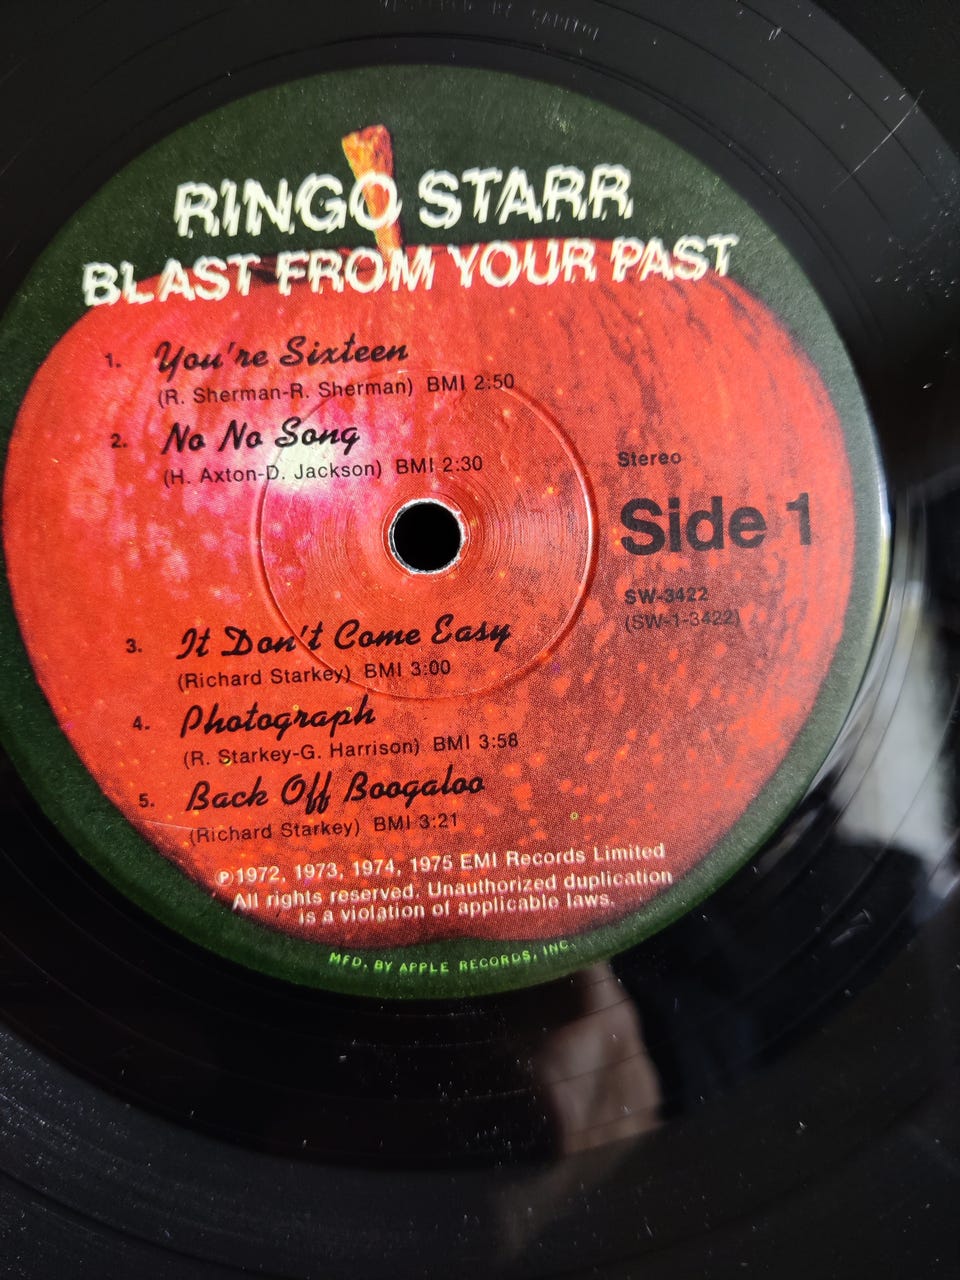 RINGO STARR
BLAST FROM YOUR PAST
1. You're Sixteen
(R. Sherman-R. Sherman) BMI 2:50
2. No No Song
(H. Axton-D. Jackson) BMI 2:30
Stereo
Side 1
SW-3422
(SW-1-3422)
3. It Don't Come Easy
(Richard Starkey) BMI 3:00
4. Photograph
(R. Starkey-G. Harrison) BMI 3:58
5. Back Off Boogaloo
(Richard Starkey) BMI 3:21
℗1972, 1973, 1974, 1975 EMI Records Limited
All rights reserved. Unauthorized duplication
is a violation of applicable laws.
MFD. BY APPLE RECORDS, INC.